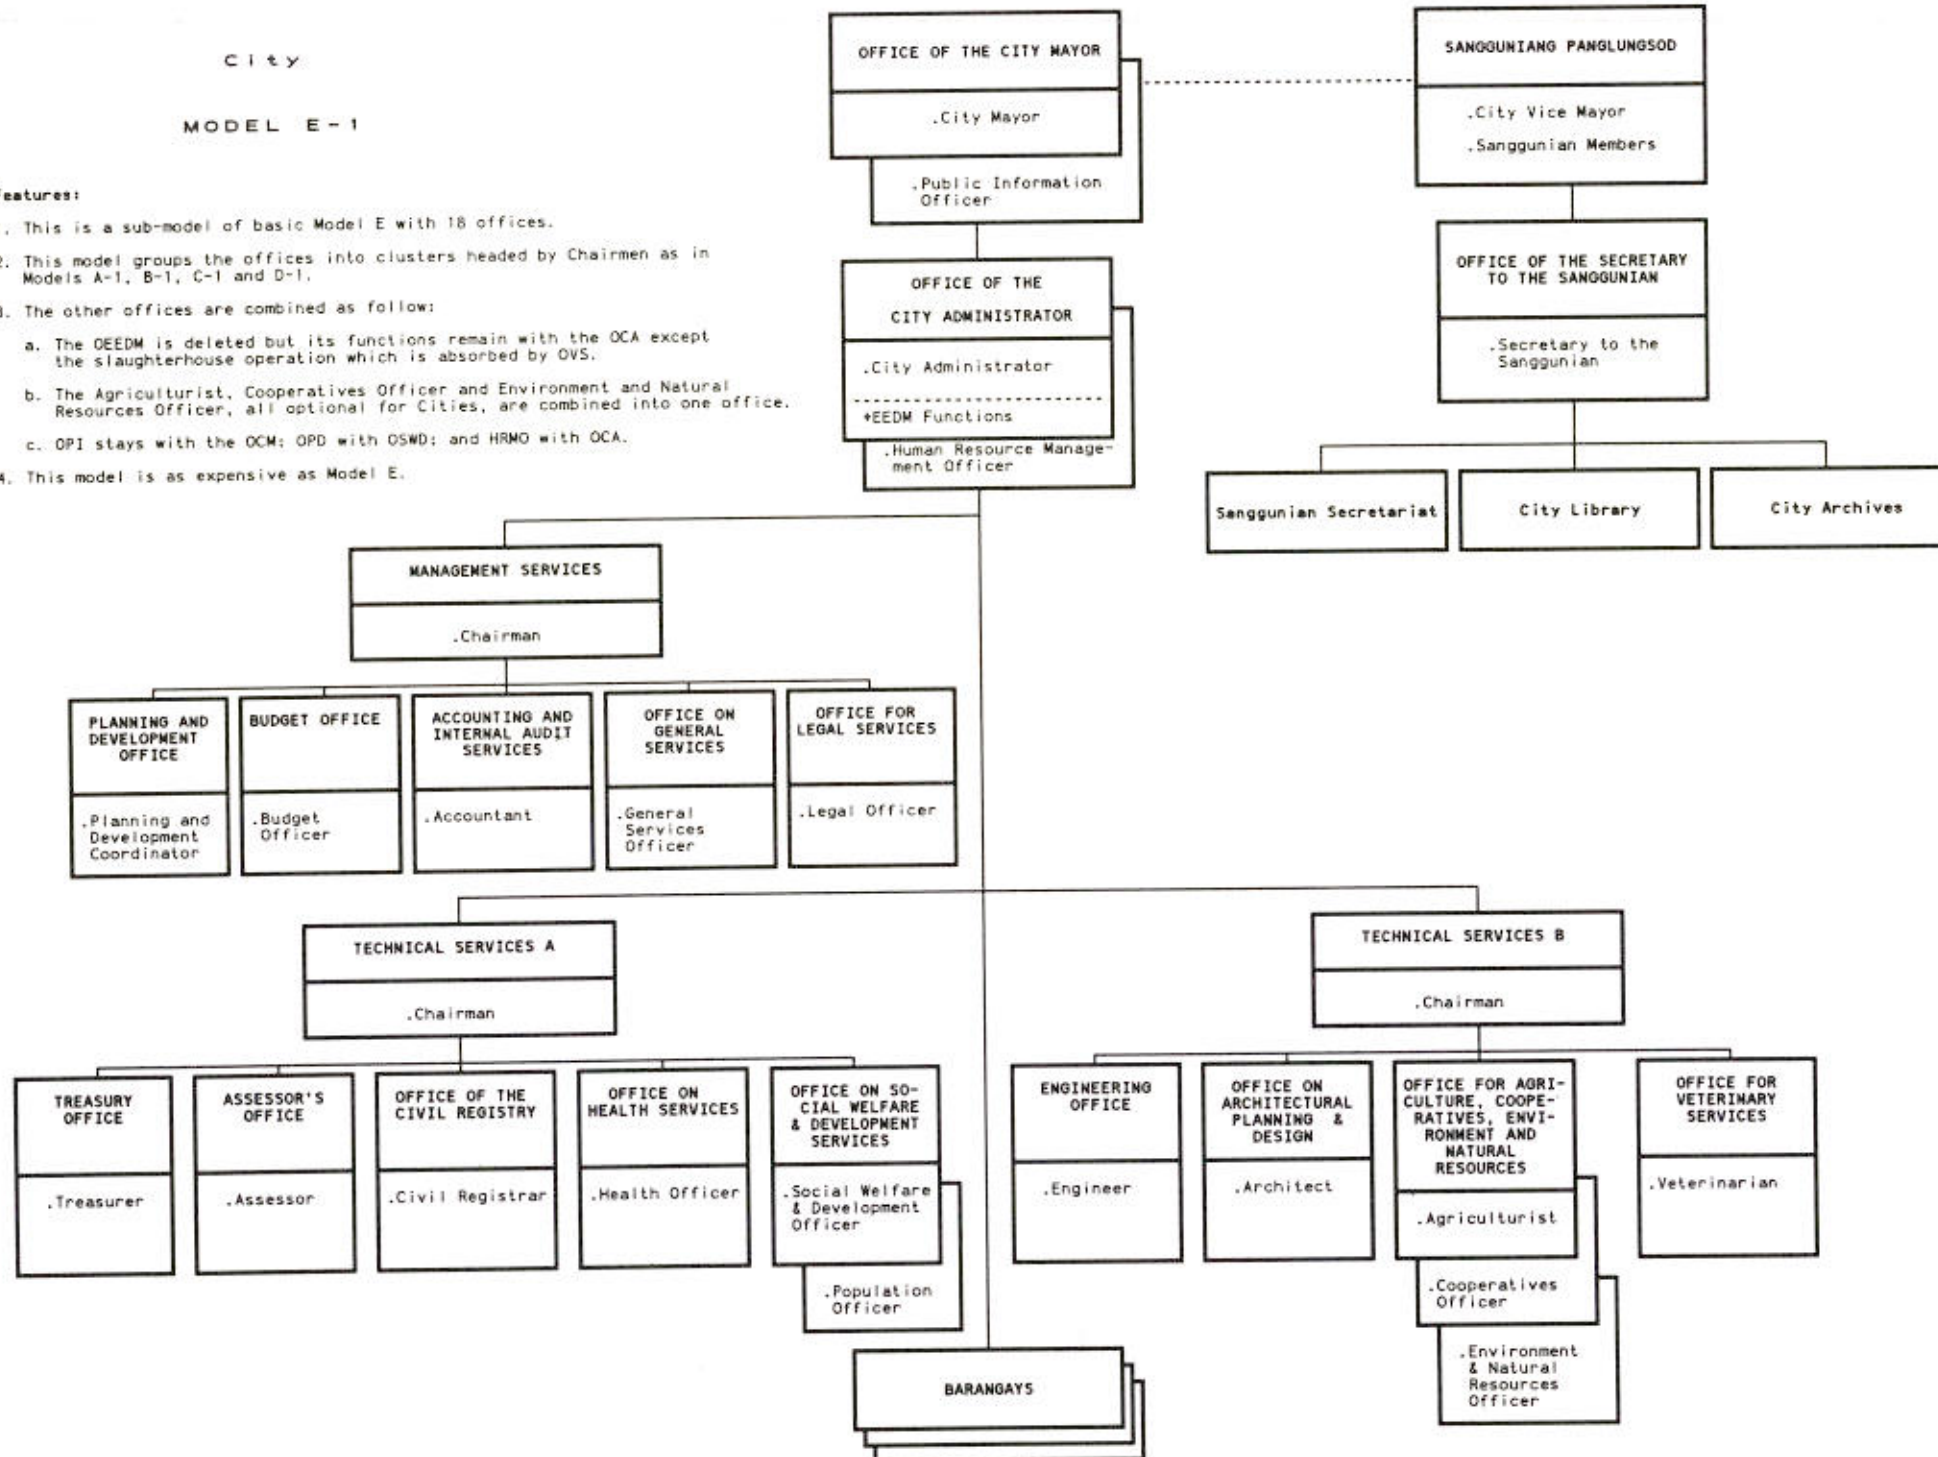 City
MODEL E-1
eatures:
. This is a sub-model of basic Model E with 18 offices.
2. This model groups the offices into clusters headed by Chairmen as in
Models A-1, B-1, C-1 and D-1.
3. The other offices are combined as follow:
a. The OEEDM is deleted but its functions remain with the OCA except
the slaughterhouse operation which is absorbed by OVS.
b. The Agriculturist, Cooperatives Officer and Environment and Natural
Resources Officer, all optional for Cities, are combined into one office.
c. OPI stays with the OCM; OPD with OSWD; and HRMO with OCA.
4. This model is as expensive as Model E.
OFFICE OF THE CITY MAYOR
.City Mayor
.Public Information
Officer
SANGGUNIANG PANGLUNGSOD
.City Vice Mayor
.Sanggunian Members
OFFICE OF THE
CITY ADMINISTRATOR
.City Administrator
+EEDM Functions
.Human Resource Manage-
ment Officer
OFFICE OF THE SECRETARY
TO THE SANGGUNIAN
.Secretary to the
Sanggunian
Sanggunian Secretariat
City Library
City Archives
MANAGEMENT SERVICES
.Chairman
PLANNING AND
DEVELOPMENT
OFFICE
.Planning and
Development
Coordinator
BUDGET OFFICE
.Budget
Officer
ACCOUNTING AND
INTERNAL AUDIT
SERVICES
.Accountant
OFFICE ON
GENERAL
SERVICES
.General
Services
Officer
OFFICE FOR
LEGAL SERVICES
.Legal Officer
TECHNICAL SERVICES A
.Chairman
TECHNICAL SERVICES B
.Chairman
TREASURY
OFFICE
.Treasurer
ASSESSOR'S
OFFICE
.Assessor
OFFICE OF THE
CIVIL REGISTRY
.Civil Registrar
OFFICE ON
HEALTH SERVICES
.Health Officer
OFFICE ON SO-
CIAL WELFARE
& DEVELOPMENT
SERVICES
.Social Welfare
& Development
Officer
.Population
Officer
ENGINEERING
OFFICE
.Engineer
OFFICE ON
ARCHITECTURAL
PLANNING &
DESIGN
.Architect
OFFICE FOR AGRI-
CULTURE, COOPE-
RATIVES, ENVI-
RONMENT AND
NATURAL
RESOURCES
.Agriculturist
.Cooperatives
Officer
.Environment
& Natural
Resources
Officer
OFFICE FOR
VETERINARY
SERVICES
.Veterinarian
BARANGAYS